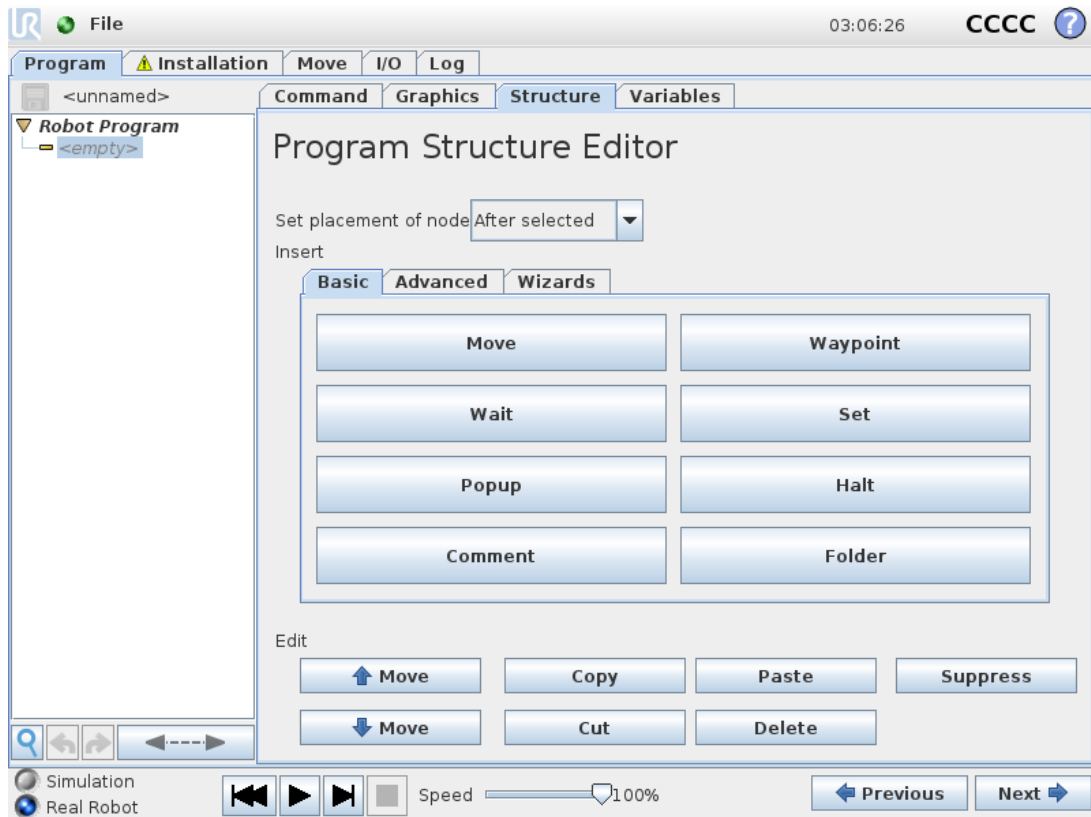 UR File 03:06:26 CCCC ?
Program Installation Move I/O Log
<unnamed> Command Graphics Structure Variables
Robot Program
<empty>
Program Structure Editor
Set placement of node After selected
Insert
Basic Advanced Wizards
Move Waypoint
Wait Set
Popup Halt
Comment Folder
Edit
Move Copy Paste Suppress
Move Cut Delete
Simulation
Real Robot
Speed 100% Previous Next